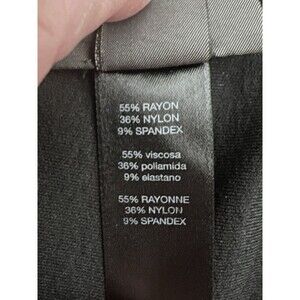 55% RAYON
36% NYLON
9% SPANDEX
55% viscosa
36% poliamida
9% elastano
55% RAYONNE
36% NYLON
9% SPANDEX